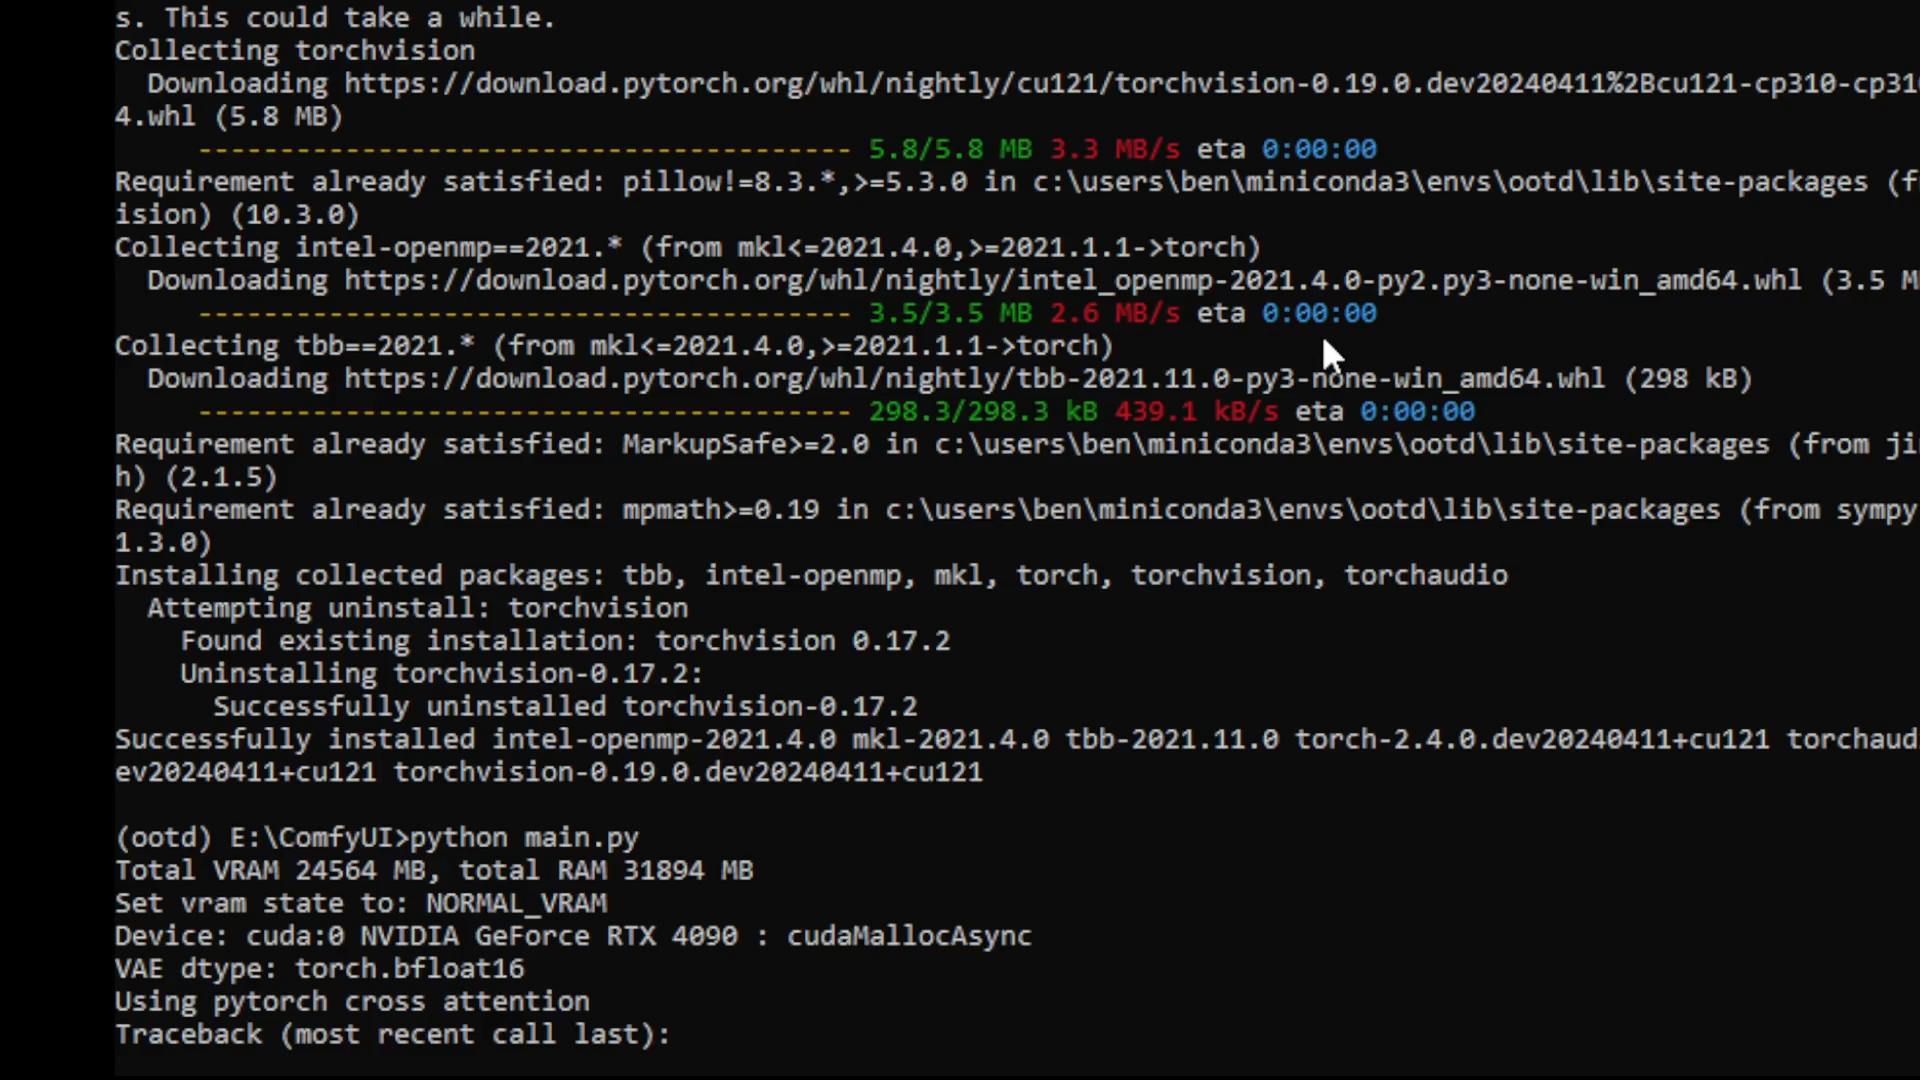 s. This could take a while.
Collecting torchvision
Downloading https://download.pytorch.org/whl/nightly/cu121/torchvision-0.19.0.dev20240411%2Bcu121-cp310-cp310
4.whl (5.8 MB)
---------------------------------------- 5.8/5.8 MB 3.3 MB/s eta 0:00:00
Requirement already satisfied: pillow!=8.3.*,>=5.3.0 in c:\users\ben\miniconda3\envs\ootd\lib\site-packages (f
ision) (10.3.0)
Collecting intel-openmp==2021.* (from mkl<=2021.4.0,>=2021.1.1->torch)
Downloading https://download.pytorch.org/whl/nightly/intel_openmp-2021.4.0-py2.py3-none-win_amd64.whl (3.5 M
---------------------------------------- 3.5/3.5 MB 2.6 MB/s eta 0:00:00
Collecting tbb==2021.* (from mkl<=2021.4.0,>=2021.1.1->torch)
Downloading https://download.pytorch.org/whl/nightly/tbb-2021.11.0-py3-none-win_amd64.whl (298 kB)
---------------------------------------- 298.3/298.3 kB 439.1 kB/s eta 0:00:00
Requirement already satisfied: MarkupSafe>=2.0 in c:\users\ben\miniconda3\envs\ootd\lib\site-packages (from ji
h) (2.1.5)
Requirement already satisfied: mpmath>=0.19 in c:\users\ben\miniconda3\envs\ootd\lib\site-packages (from sympy
1.3.0)
Installing collected packages: tbb, intel-openmp, mkl, torch, torchvision, torchaudio
Attempting uninstall: torchvision
Found existing installation: torchvision 0.17.2
Uninstalling torchvision-0.17.2:
Successfully uninstalled torchvision-0.17.2
Successfully installed intel-openmp-2021.4.0 mkl-2021.4.0 tbb-2021.11.0 torch-2.4.0.dev20240411+cu121 torchaud
ev20240411+cu121 torchvision-0.19.0.dev20240411+cu121
(ootd) E:\ComfyUI>python main.py
Total VRAM 24564 MB, total RAM 31894 MB
Set vram state to: NORMAL_VRAM
Device: cuda:0 NVIDIA GeForce RTX 4090 : cudaMallocAsync
VAE dtype: torch.bfloat16
Using pytorch cross attention
Traceback (most recent call last):